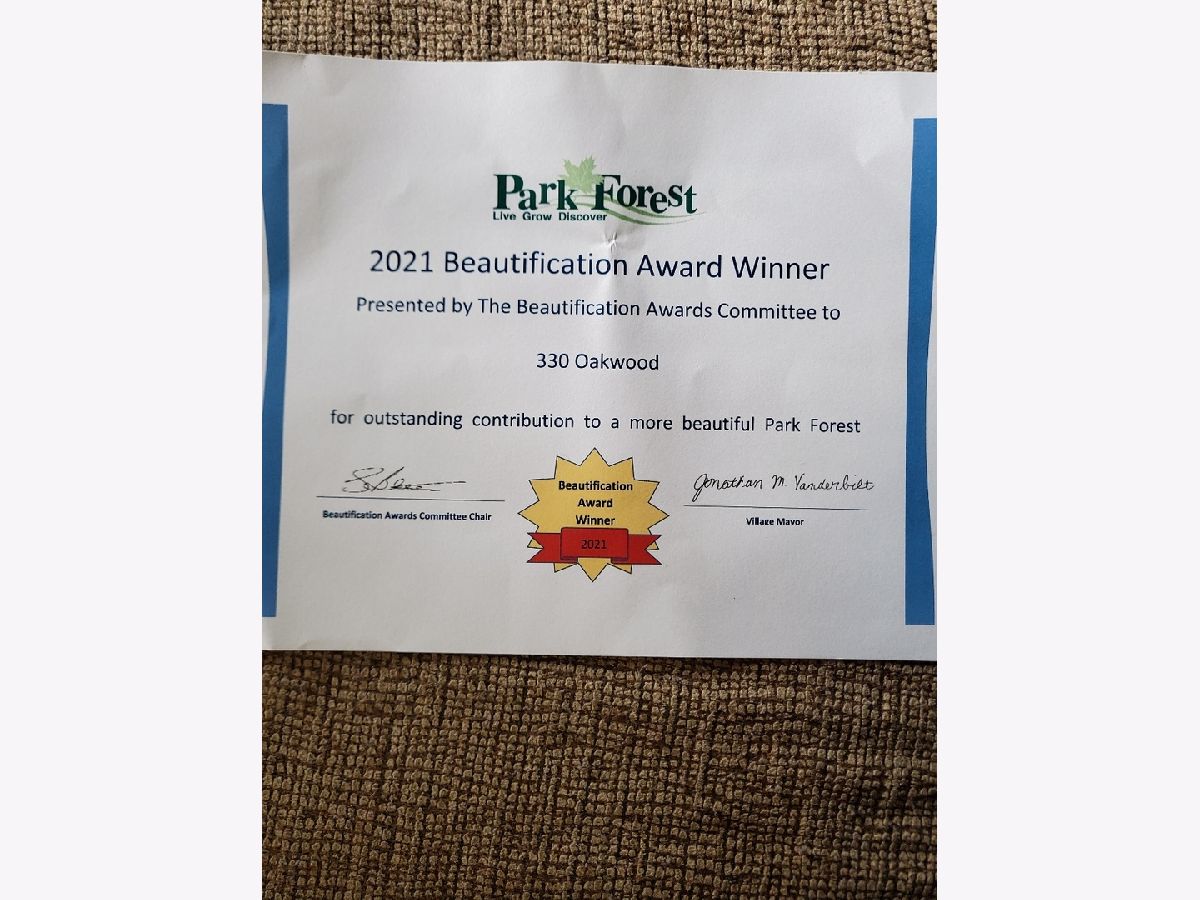 Park Forest
Live Grow Discover
2021 Beautification Award Winner
Presented by The Beautification Awards Committee to
330 Oakwood
for outstanding contribution to a more beautiful Park Forest
Jonathan M. Vanderbilt
Beautification Awards Committee Chair
Village Mayor
Beautification
Award
Winner
2021